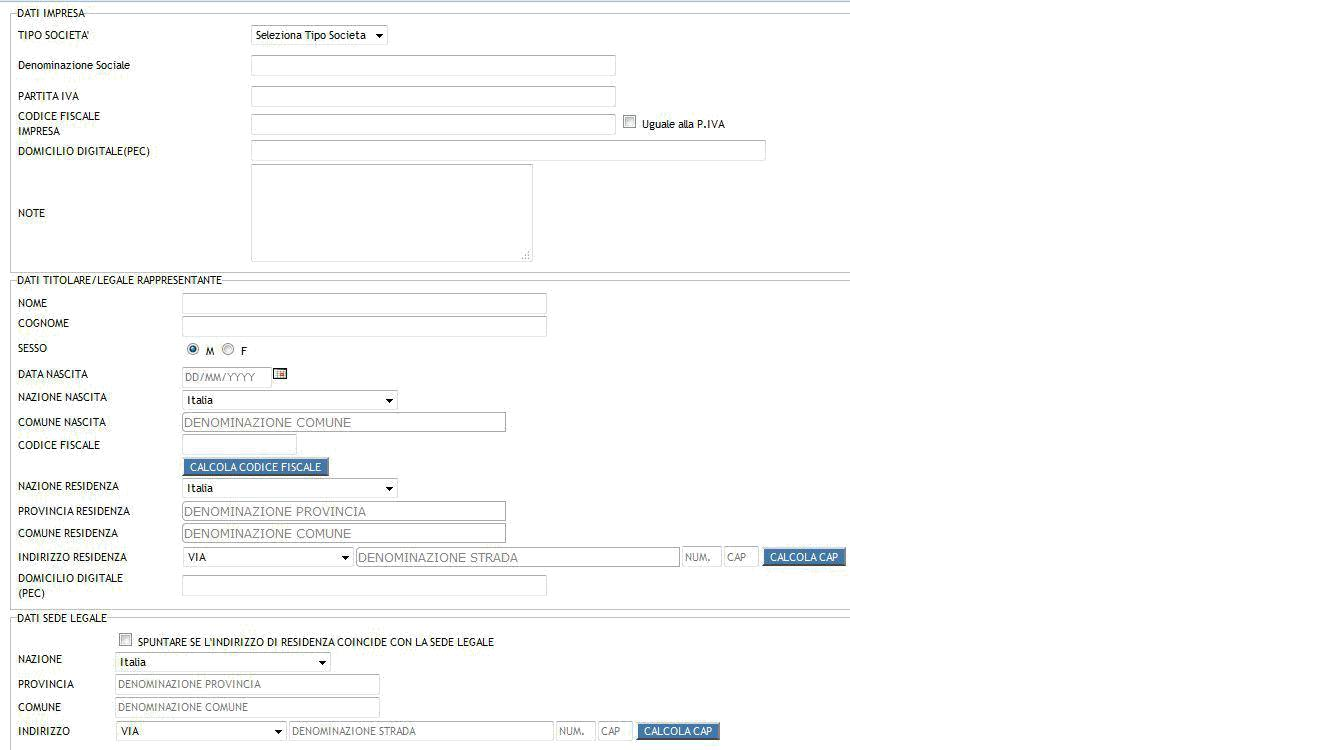 DATI IMPRESA
TIPO SOCIETA' Seleziona Tipo Societa
Denominazione Sociale
PARTITA IVA
CODICE FISCALE
IMPRESA Uguale alla P.IVA
DOMICILIO DIGITALE(PEC)
NOTE
DATI TITOLARE/LEGALE RAPPRESENTANTE
NOME
COGNOME
SESSO M F
DATA NASCITA DD/MM/YYYY
NAZIONE NASCITA Italia
COMUNE NASCITA DENOMINAZIONE COMUNE
CODICE FISCALE
CALCOLA CODICE FISCALE
NAZIONE RESIDENZA Italia
PROVINCIA RESIDENZA DENOMINAZIONE PROVINCIA
COMUNE RESIDENZA DENOMINAZIONE COMUNE
INDIRIZZO RESIDENZA VIA DENOMINAZIONE STRADA NUM. CAP CALCOLA CAP
DOMICILIO DIGITALE
(PEC)
DATI SEDE LEGALE
SPUNTARE SE L'INDIRIZZO DI RESIDENZA COINCIDE CON LA SEDE LEGALE
NAZIONE Italia
PROVINCIA DENOMINAZIONE PROVINCIA
COMUNE DENOMINAZIONE COMUNE
INDIRIZZO VIA DENOMINAZIONE STRADA NUM. CAP CALCOLA CAP